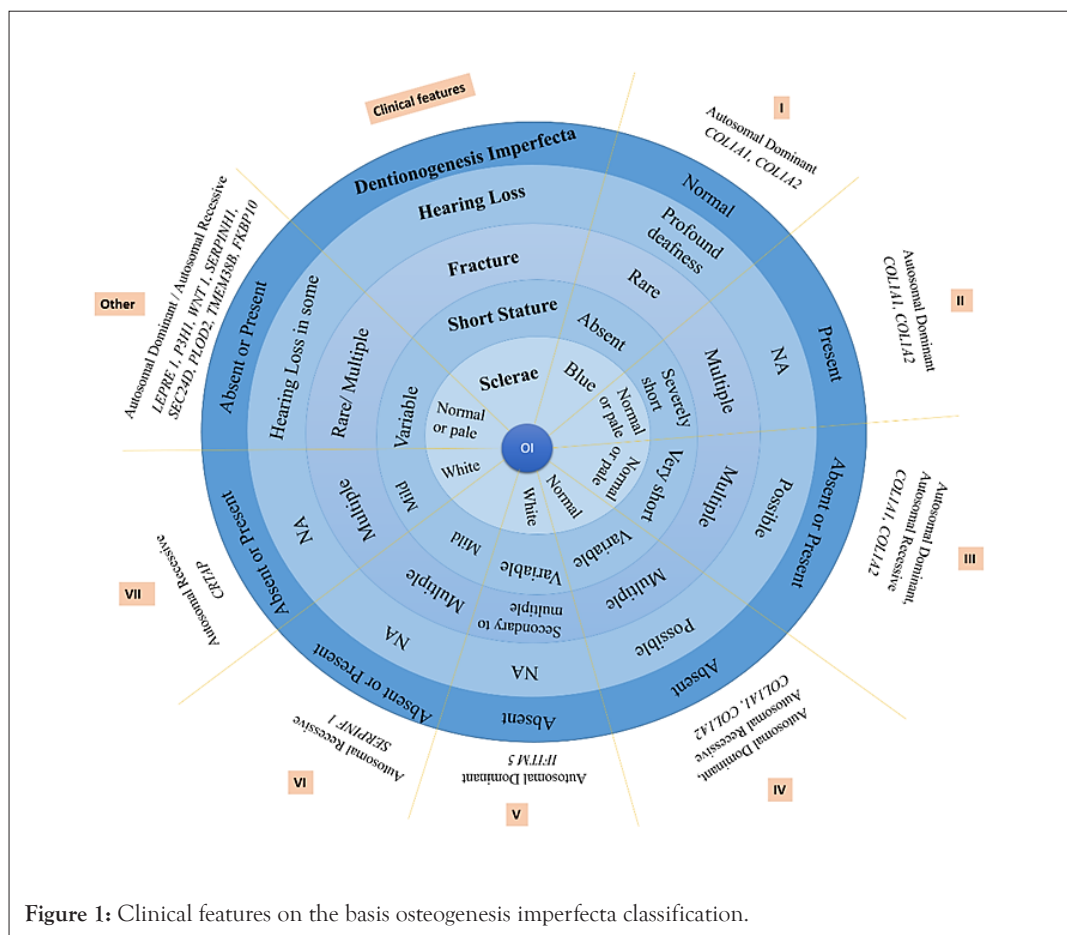 Clinical features
Dentionogenesis Imperfecta
Hearing Loss
Fracture
Short Stature
Sclerae
OI
I
Autosomal Dominant
COL1A1, COL1A2
Normal
Profound
deafness
Rare
Absent
Blue
II
Autosomal Dominant
COL1A1, COL1A2
Present
NA
Multiple
Severely
short
Normal
or pale
III
Autosomal Dominant,
Autosomal Recessive
COL1A1, COL1A2
Absent or Present
Possible
Multiple
Very short
Normal
or pale
IV
Autosomal Dominant,
Autosomal Recessive
COL1A1, COL1A2
Absent
Possible
Multiple
Variable
Normal
V
Autosomal Dominant
IFITM 5
Absent
NA
Secondary to
multiple
Variable
White
VI
Autosomal Recessive
SERPINF 1
Absent or Present
NA
Multiple
Mild
VII
Autosomal Recessive
CRTAP
Absent or Present
NA
Multiple
Mild
White
Other
Autosomal Dominant / Autosomal Recessive
LEPRE 1, P3H1, WNT 1, SERPINH1,
SEC24D, PLOD2, TMEM38B, FKBP10
Absent or Present
Hearing Loss in some
Rare/ Multiple
Variable
Normal
or pale
Figure 1: Clinical features on the basis osteogenesis imperfecta classification.